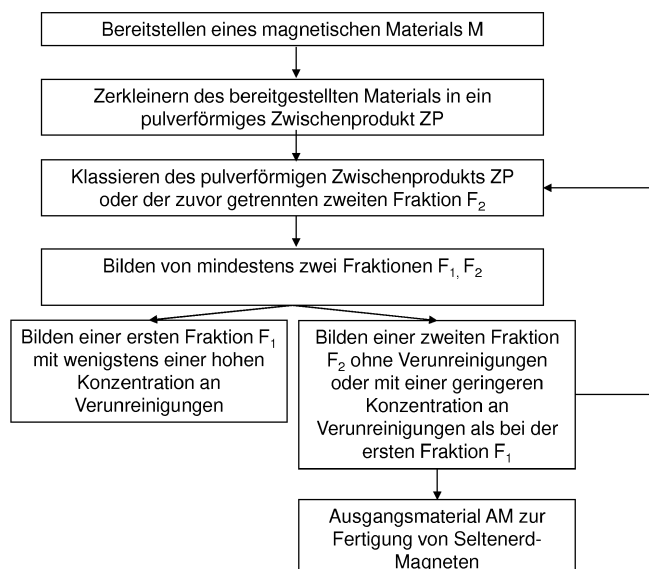 Bereitstellen eines magnetischen Materials M
Zerkleinern des bereitgestellten Materials in ein
pulverförmiges Zwischenprodukt ZP
Klassieren des pulverförmigen Zwischenprodukts ZP
oder der zuvor getrennten zweiten Fraktion F₂
Bilden von mindestens zwei Fraktionen F₁, F₂
Bilden einer ersten Fraktion F₁
mit wenigstens einer hohen
Konzentration an
Verunreinigungen
Bilden einer zweiten Fraktion
F₂ ohne Verunreinigungen
oder mit einer geringeren
Konzentration an
Verunreinigungen als bei der
ersten Fraktion F₁
Ausgangsmaterial AM zur
Fertigung von Seltenerd-
Magneten